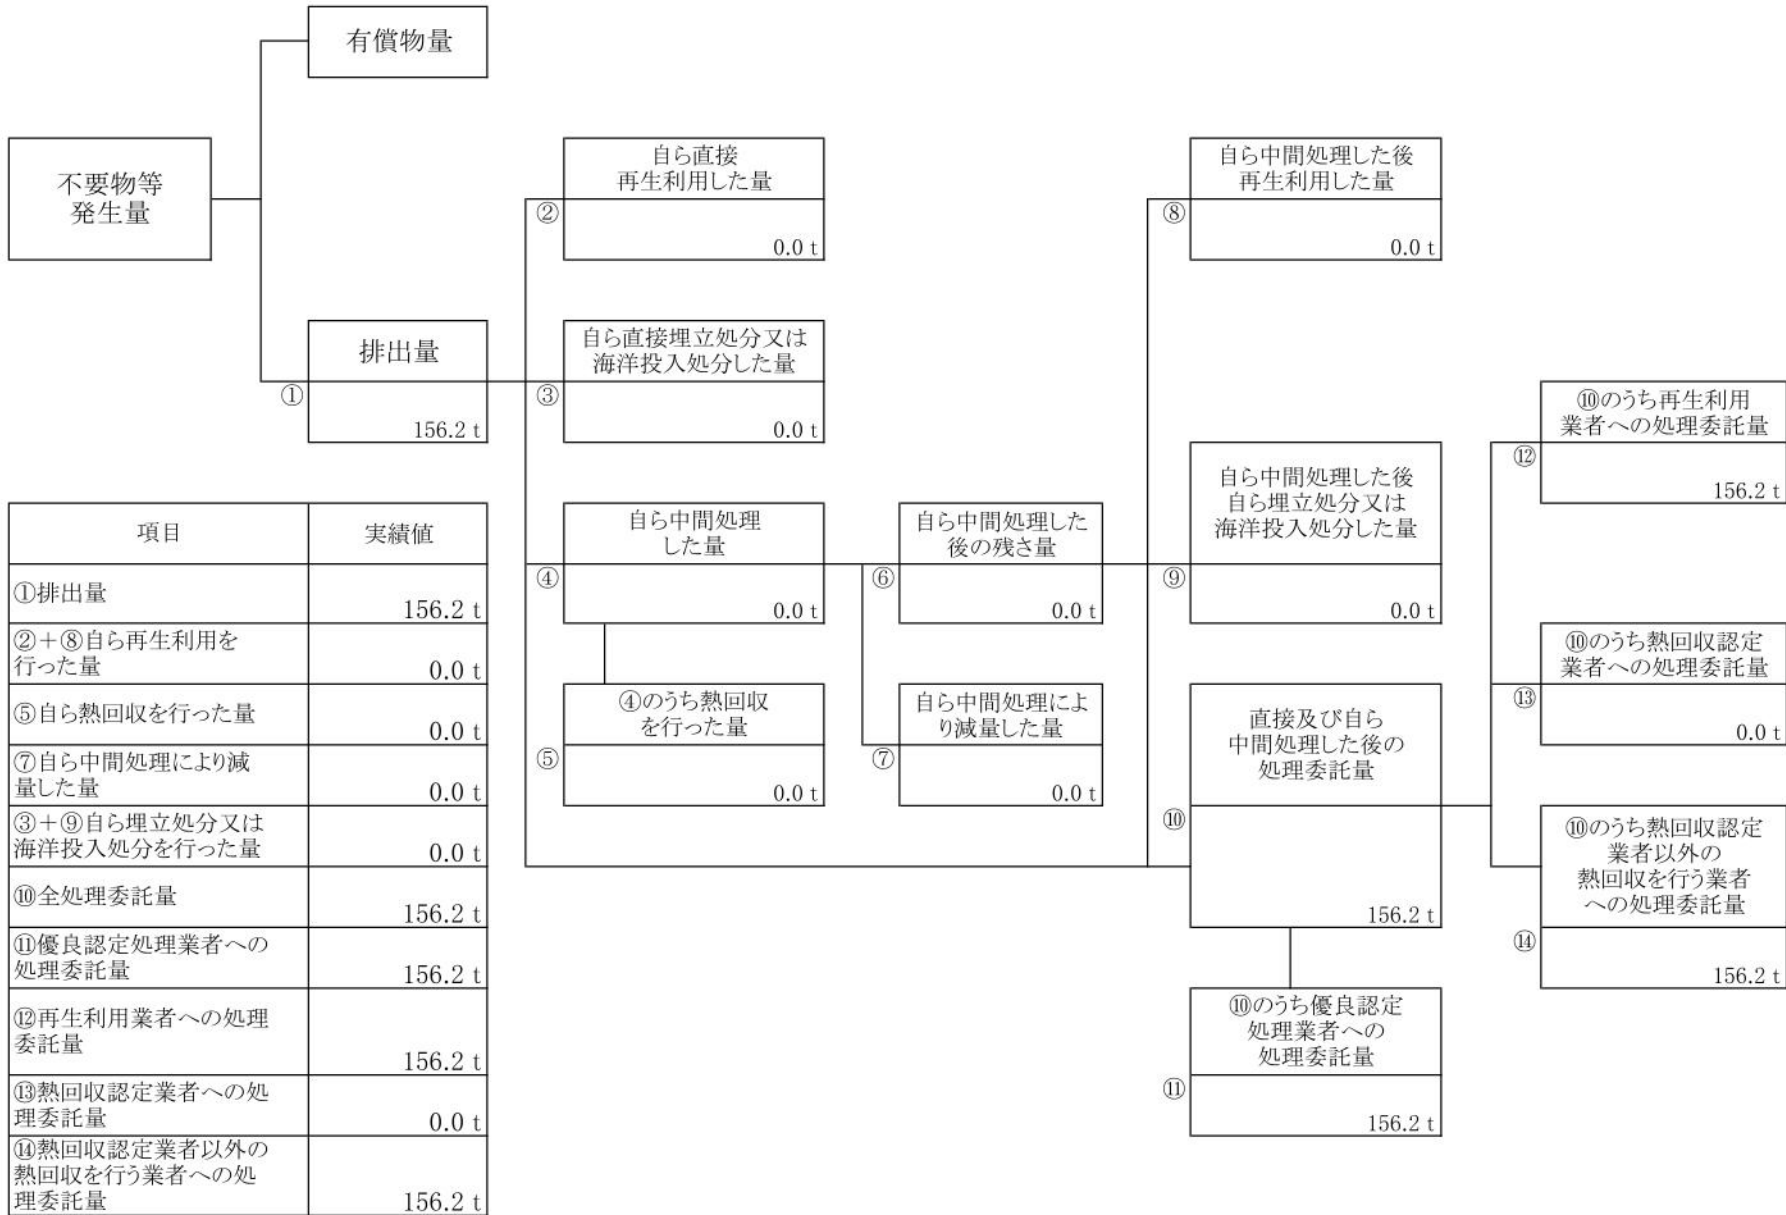 有償物量
不要物等
発生量
自ら直接
再生利用した量
②
0.0 t
自ら中間処理した後
再生利用した量
⑧
0.0 t
排出量
①
156.2 t
自ら直接埋立処分又は
海洋投入処分した量
③
0.0 t
⑩のうち再生利用
業者への処理委託量
⑫
156.2 t
自ら中間処理した後
自ら埋立処分又は
海洋投入処分した量
⑨
0.0 t
自ら中間処理
した量
④
0.0 t
自ら中間処理した
後の残さ量
⑥
0.0 t
⑩のうち熱回収認定
業者への処理委託量
⑬
0.0 t
④のうち熱回収
を行った量
⑤
0.0 t
自ら中間処理によ
り減量した量
⑦
0.0 t
直接及び自ら
中間処理した後の
処理委託量
⑩
156.2 t
⑩のうち熱回収認定
業者以外の
熱回収を行う業者
への処理委託量
⑭
156.2 t
⑩のうち優良認定
処理業者への
処理委託量
⑪
156.2 t
項目 実績値
①排出量 156.2 t
②+⑧自ら再生利用を
行った量 0.0 t
⑤自ら熱回収を行った量 0.0 t
⑦自ら中間処理により減
量した量 0.0 t
③+⑨自ら埋立処分又は
海洋投入処分を行った量 0.0 t
⑩全処理委託量 156.2 t
⑪優良認定処理業者への
処理委託量 156.2 t
⑫再生利用業者への処理
委託量 156.2 t
⑬熱回収認定業者への処
理委託量 0.0 t
⑭熱回収認定業者以外の
熱回収を行う業者への処
理委託量 156.2 t